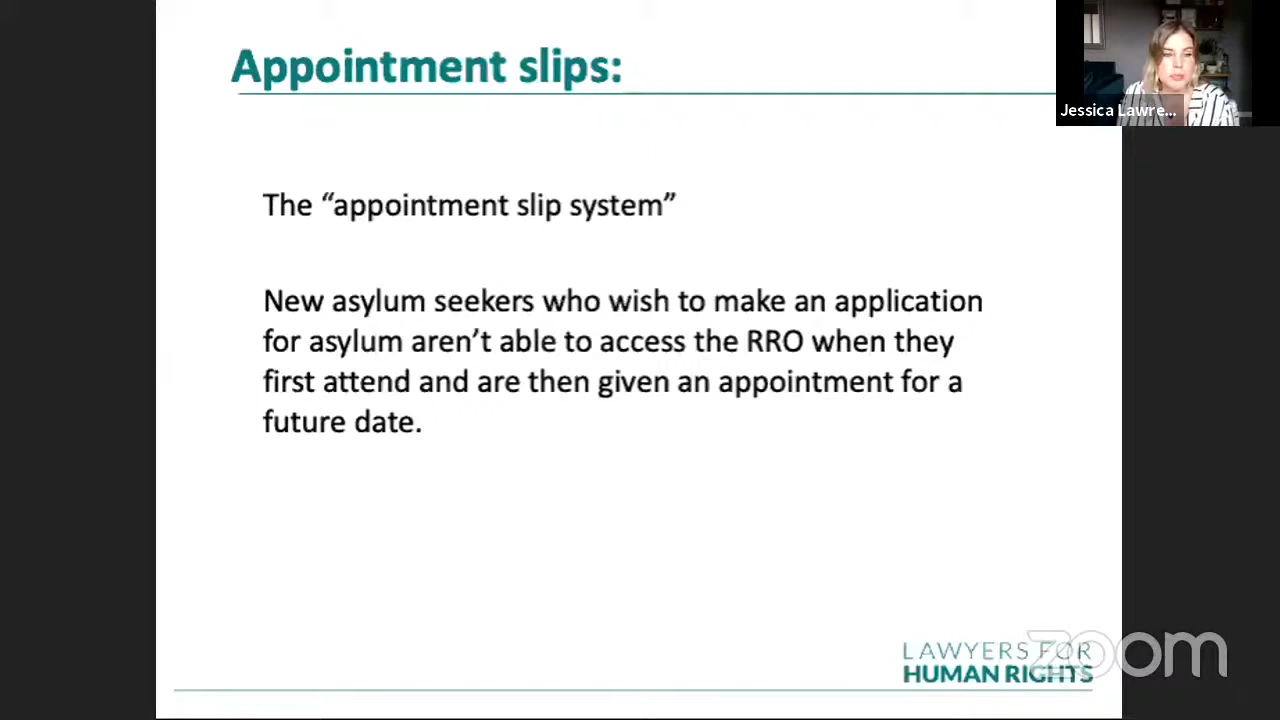 Appointment slips:
Jessica Lawre...
The “appointment slip system”
New asylum seekers who wish to make an application
for asylum aren’t able to access the RRO when they
first attend and are then given an appointment for a
future date.
LAWYERS FOR
HUMAN RIGHTS
zoom